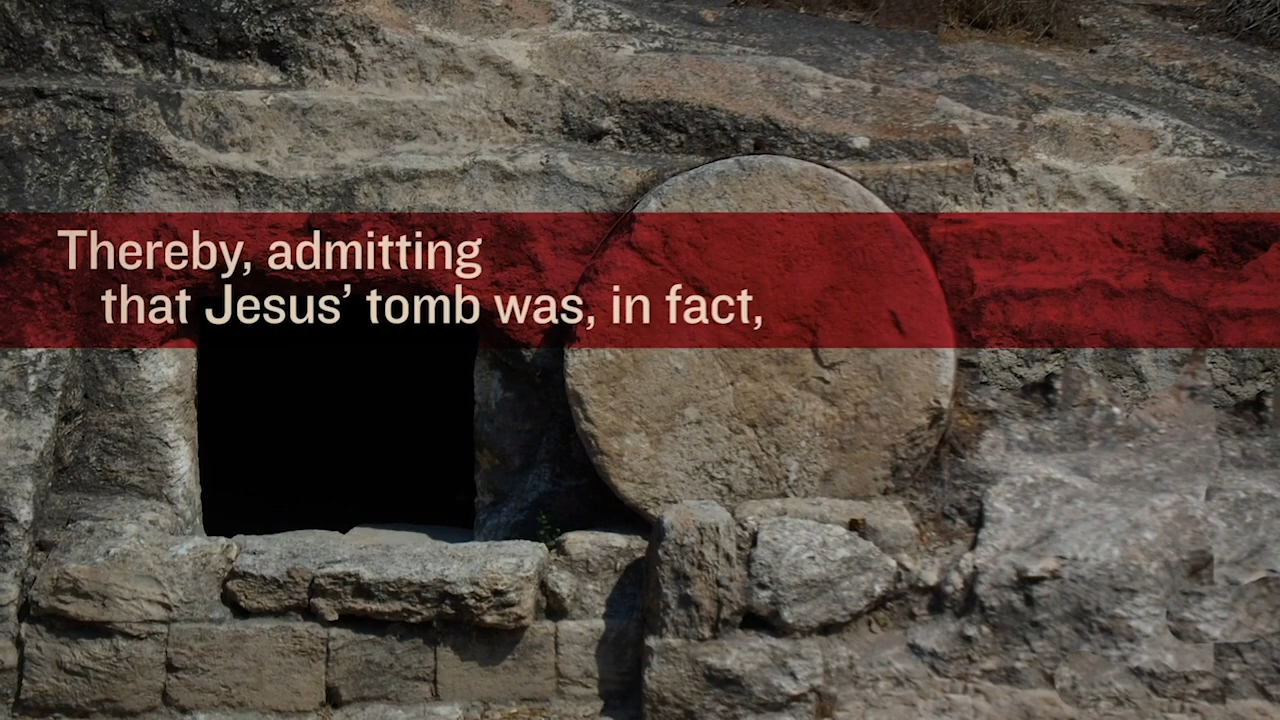 Thereby, admitting
that Jesus’ tomb was, in fact,